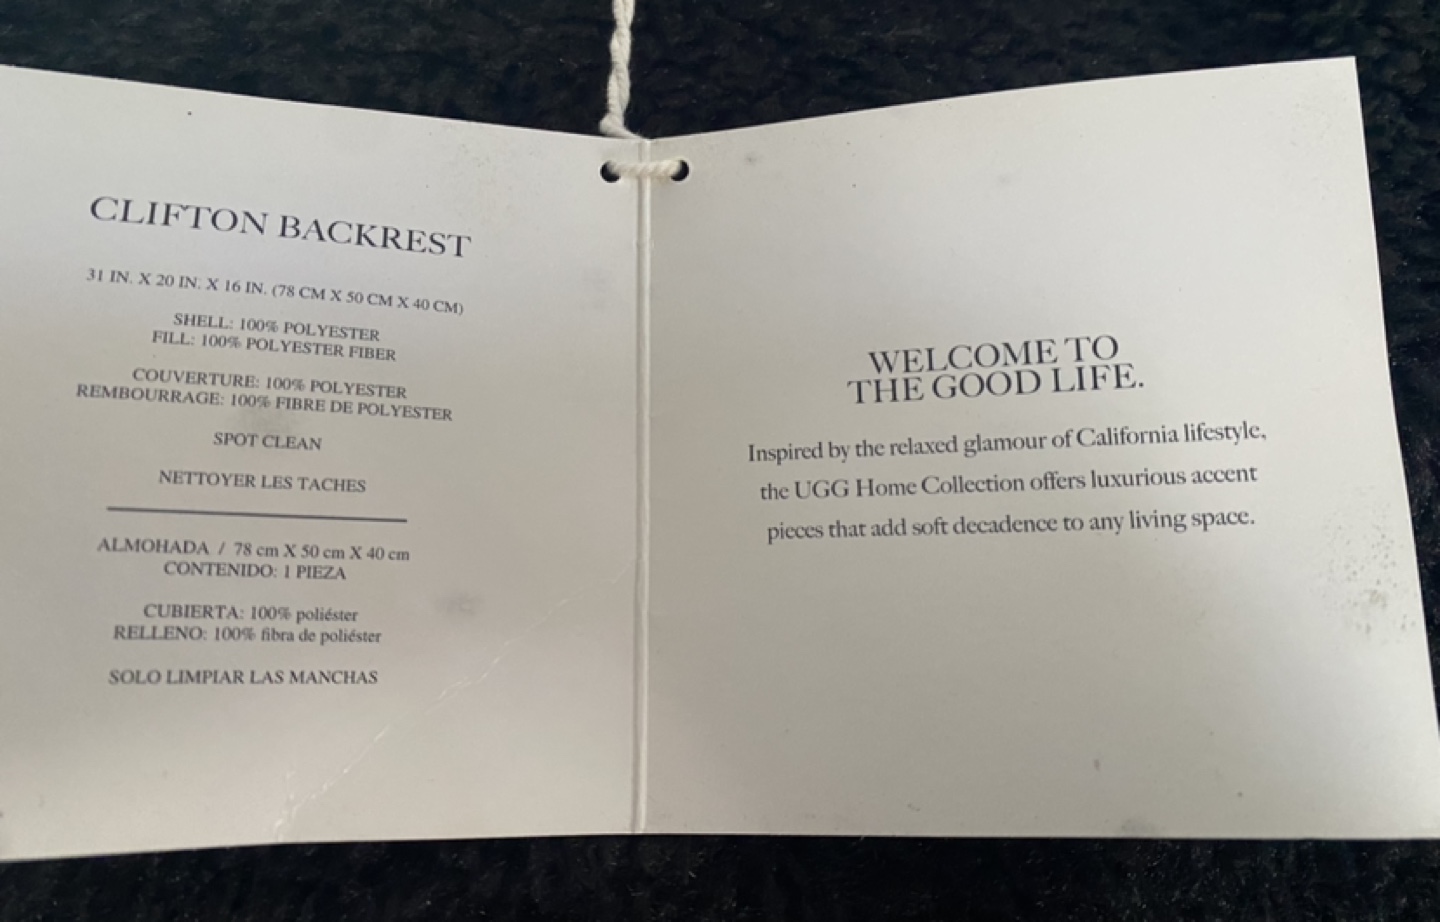 CLIFTON BACKREST
31 IN. X 20 IN. X 16 IN. (78 CM X 50 CM X 40 CM)
SHELL: 100% POLYESTER
FILL: 100% POLYESTER FIBER
COUVERTURE: 100% POLYESTER
REMBOURRAGE: 100% FIBRE DE POLYESTER
SPOT CLEAN
NETTOYER LES TACHES
ALMOHADA / 78 cm X 50 cm X 40 cm
CONTENIDO: 1 PIEZA
CUBIERTA: 100% poliéster
RELLENO: 100% fibra de poliéster
SOLO LIMPIAR LAS MANCHAS
WELCOME TO
THE GOOD LIFE.
Inspired by the relaxed glamour of California lifestyle,
the UGG Home Collection offers luxurious accent
pieces that add soft decadence to any living space.